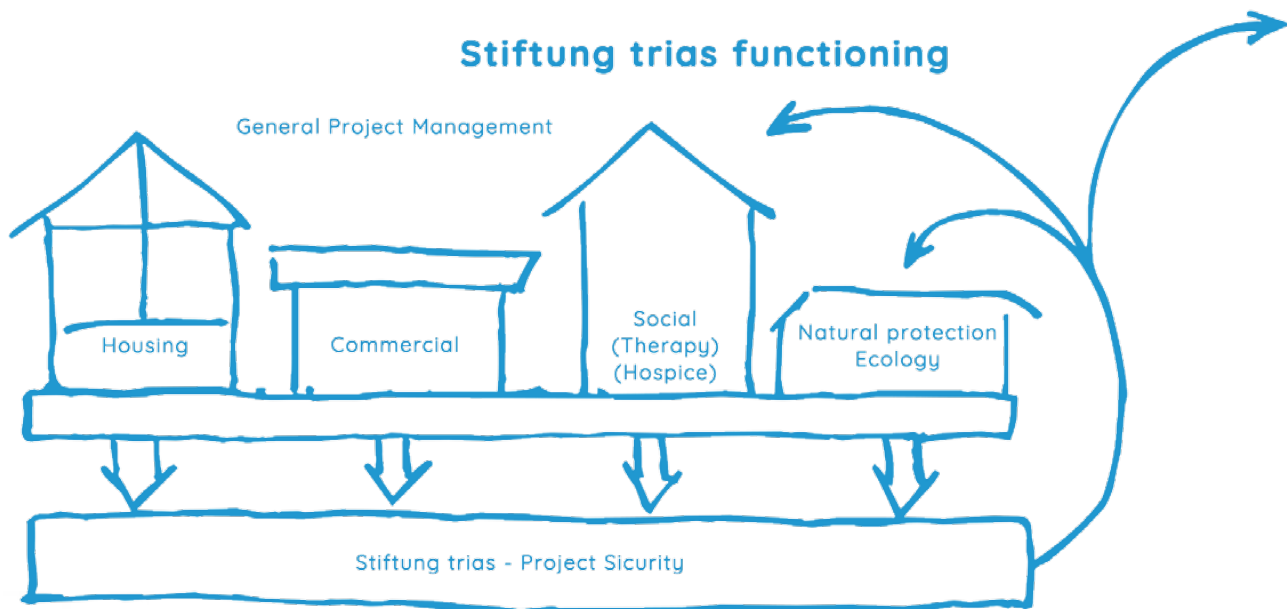 Stiftung trias functioning
General Project Management
Housing
Commercial
Social
(Therapy)
(Hospice)
Natural protection
Ecology
Stiftung trias - Project Sicurity